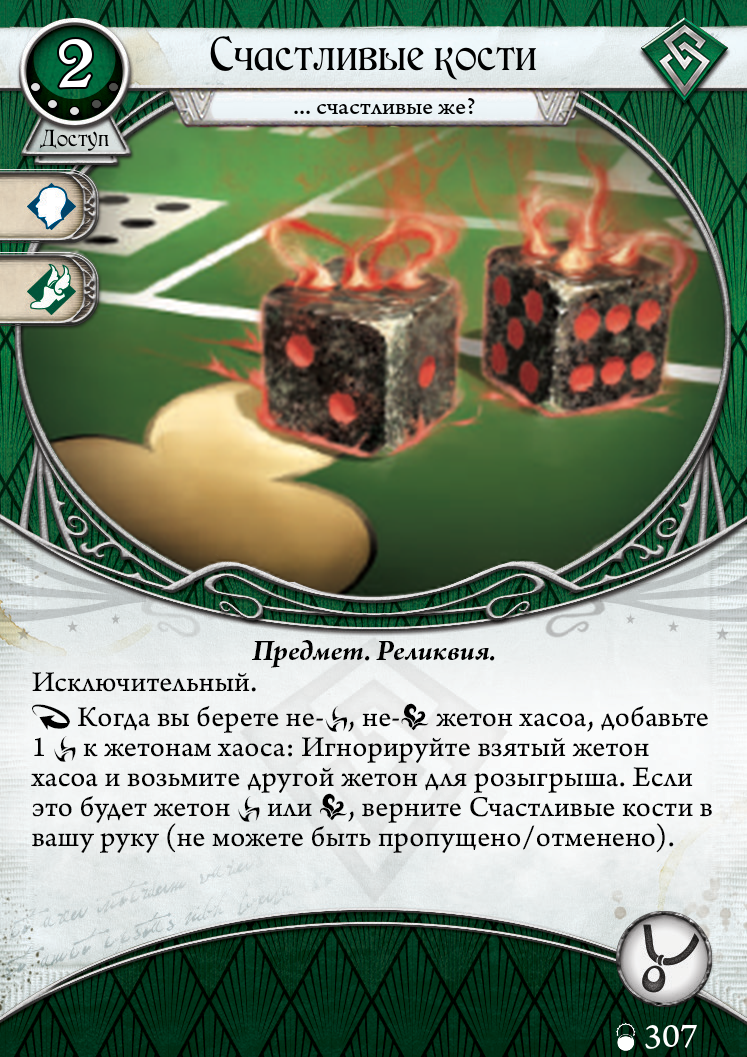 2
Счастливые кости
... счастливые же?
Доступ
Предмет. Реликвия.
Исключительный.
Когда вы берете не-, не- жетон хасоа, добавьте
1 к жетонам хаоса: Игнорируйте взятый жетон
хасоа и возьмите другой жетон для розыгрыша. Если
это будет жетон или , верните Счастливые кости в
вашу руку (не можете быть пропущено/отменено).
307